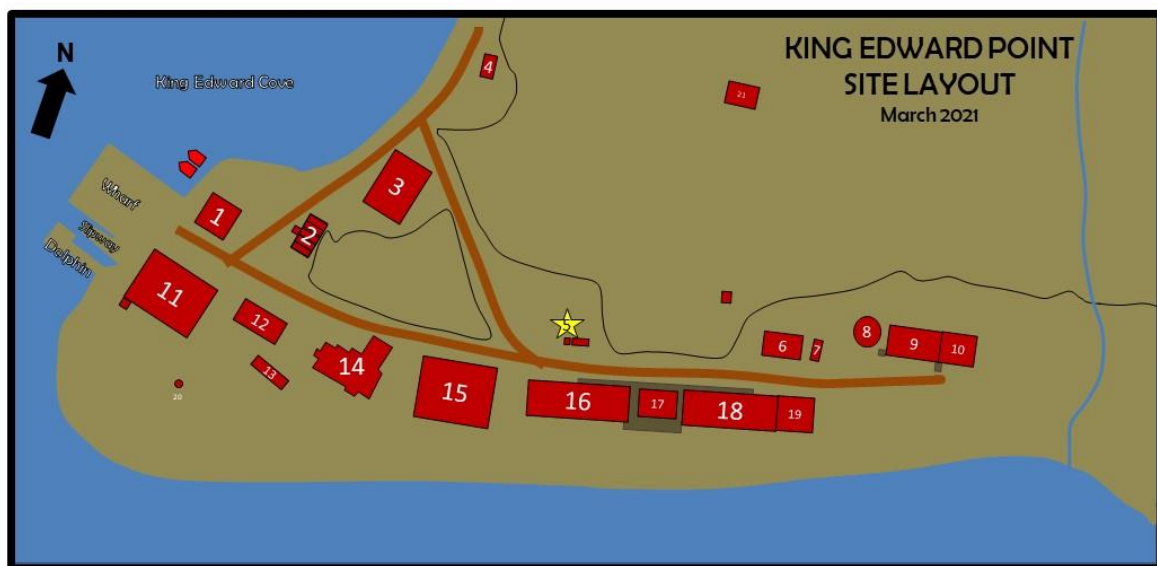 KING EDWARD POINT
SITE LAYOUT
March 2021
N
King Edward Cove
Wharf
Slipway
Dolphin
1
2
3
4
5
6
7
8
9
10
11
12
13
14
15
16
17
18
19
20
21